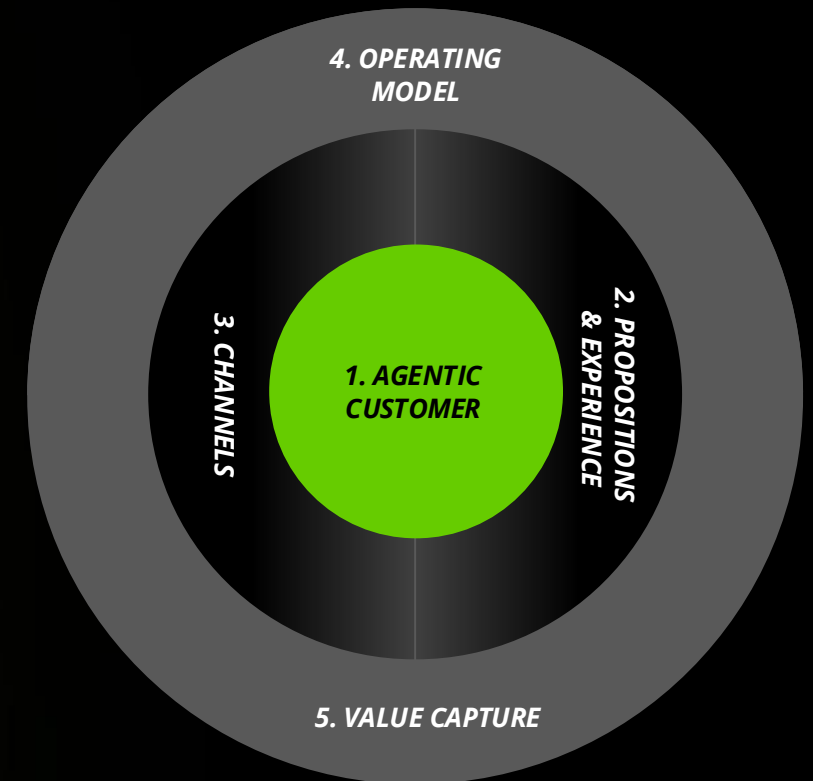 4. OPERATING
MODEL
2. PROPOSITIONS
& EXPERIENCE
3. CHANNELS
1. AGENTIC
CUSTOMER
5. VALUE CAPTURE